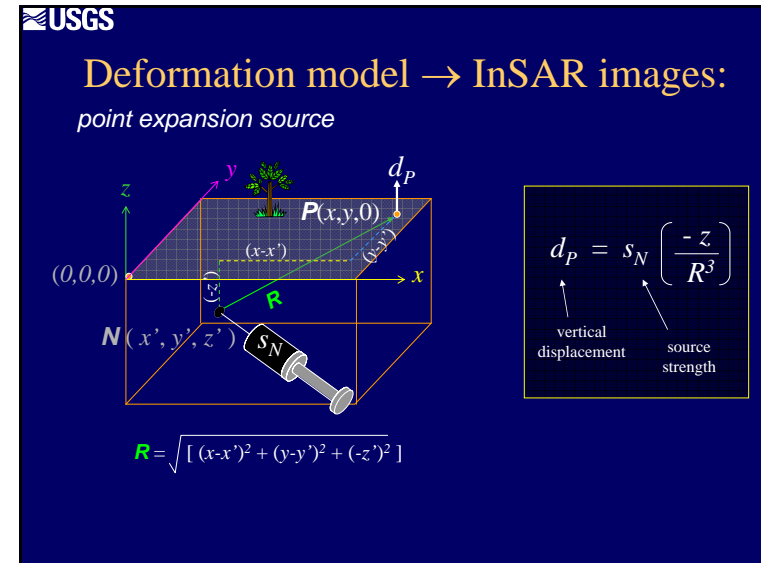 USGS
Deformation model → InSAR images:
point expansion source
z
y
d_P
P(x,y,0)
(x-x’)
(y-y’)
(0,0,0)
x
(-z’)
R
N ( x’, y’, z’ )
s_N
R = √[ (x-x’)² + (y-y’)² + (-z’)² ]
d_P = s_N ( - z / R³ )
vertical
displacement
source
strength